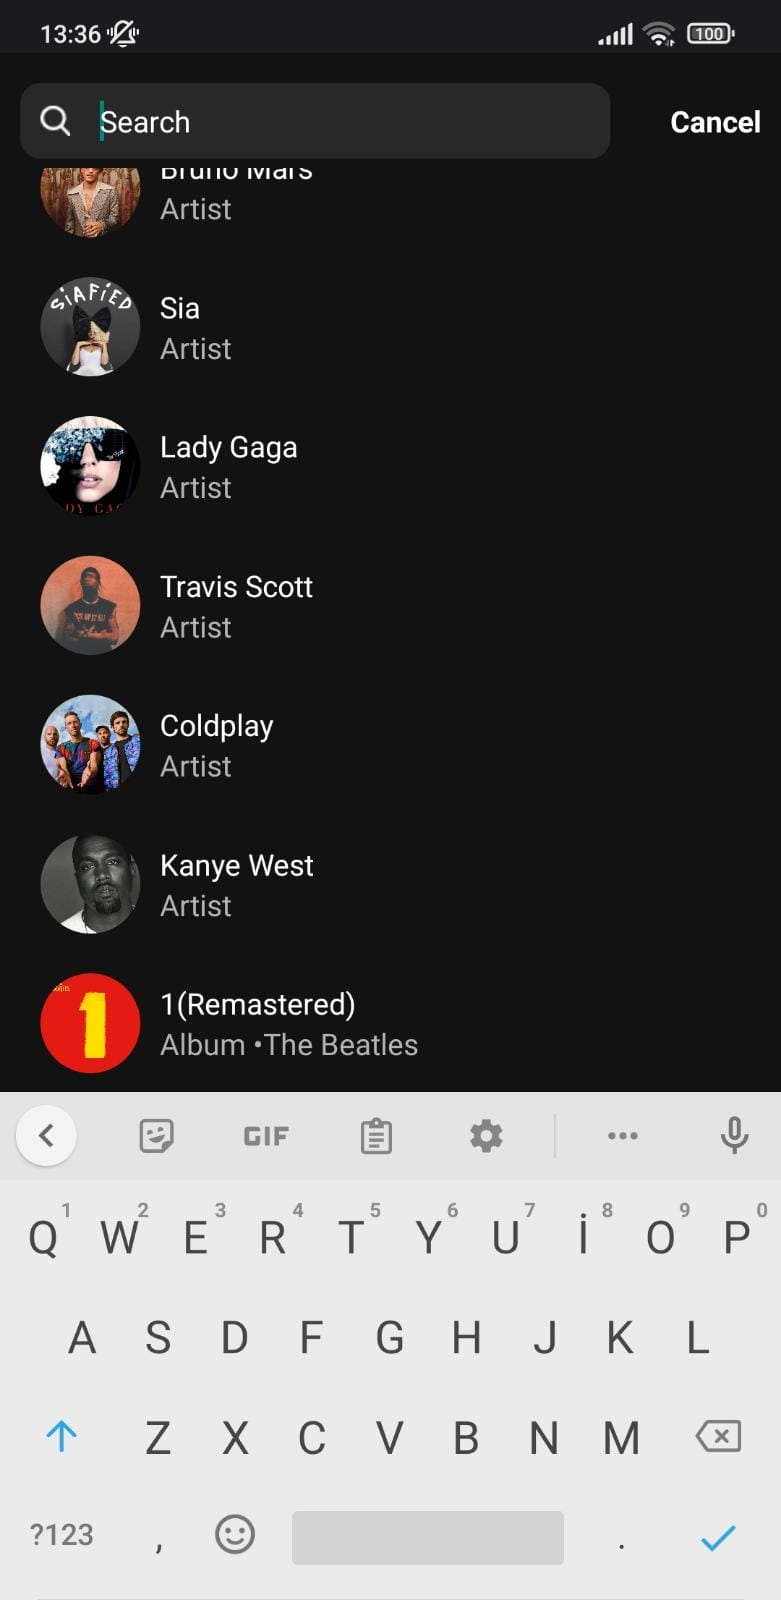 13:36
100
Search
Cancel
Bruno Mars
Artist
SiAFiED
Sia
Artist
Lady Gaga
Artist
Travis Scott
Artist
Coldplay
Artist
Kanye West
Artist
1
1(Remastered)
Album •The Beatles
GIF
1 2 3 4 5 6 7 8 9 0
Q W E R T Y U İ O P
A S D F G H J K L
Z X C V B N M
?123 , .